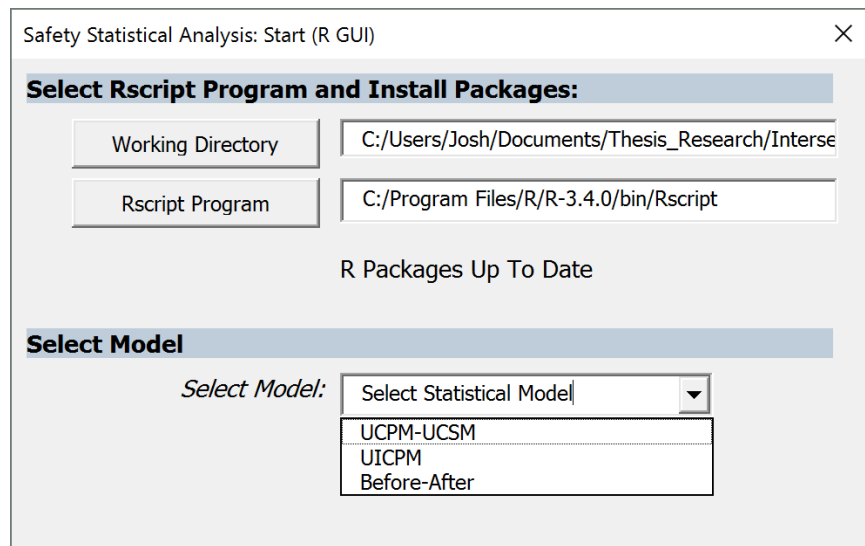 Safety Statistical Analysis: Start (R GUI)
Select Rscript Program and Install Packages:
Working Directory
C:/Users/Josh/Documents/Thesis_Research/Interse
Rscript Program
C:/Program Files/R/R-3.4.0/bin/Rscript
R Packages Up To Date
Select Model
Select Model:
Select Statistical Model
UCPM-UCSM
UICPM
Before-After